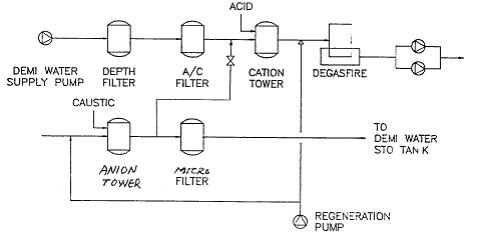 ACID
DEMI WATER
SUPPLY PUMP
DEPTH
FILTER
A/C
FILTER
CATION
TOWER
DEGASFIRE
CAUSTIC
ANION
TOWER
MICRO
FILTER
TO
DEMI WATER
STO TANK
REGENERATION
PUMP